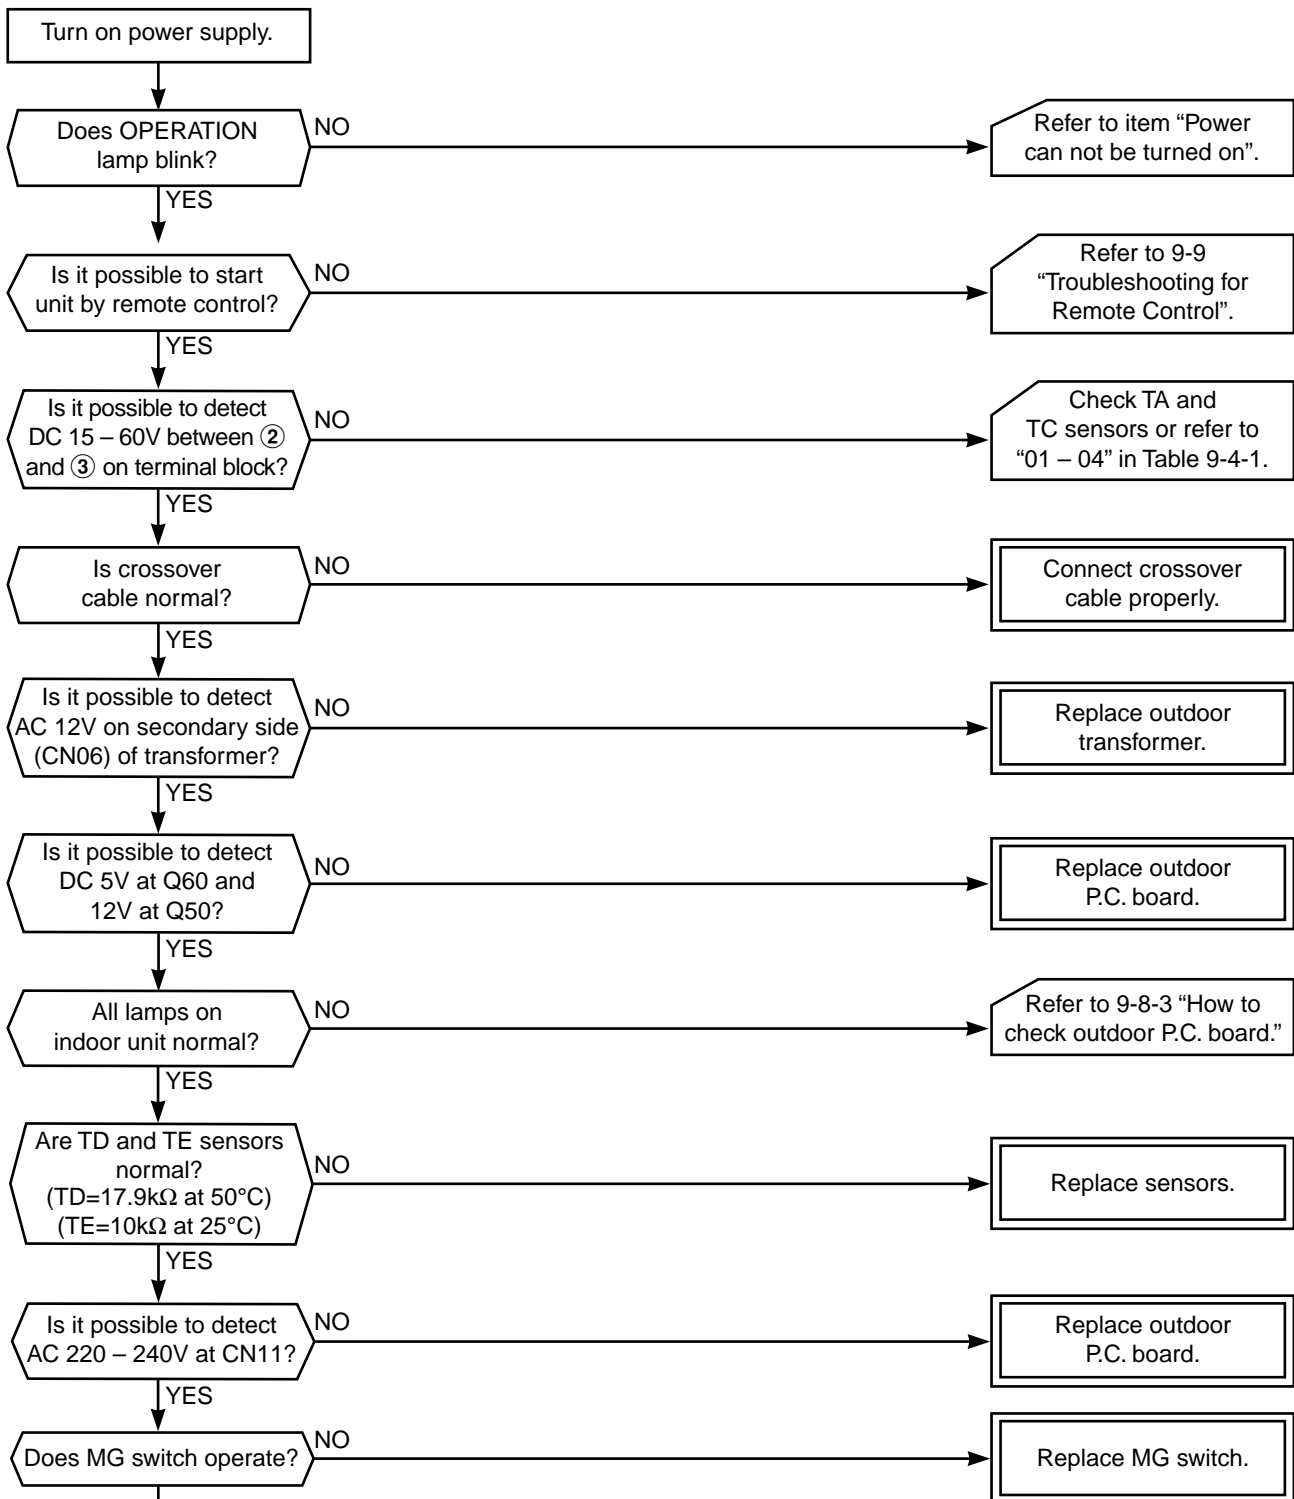 Turn on power supply.
Does OPERATION
lamp blink?
NO
Refer to item “Power
can not be turned on”.
YES
Is it possible to start
unit by remote control?
NO
Refer to 9-9
“Troubleshooting for
Remote Control”.
YES
Is it possible to detect
DC 15 – 60V between ②
and ③ on terminal block?
NO
Check TA and
TC sensors or refer to
“01 – 04” in Table 9-4-1.
YES
Is crossover
cable normal?
NO
Connect crossover
cable properly.
YES
Is it possible to detect
AC 12V on secondary side
(CN06) of transformer?
NO
Replace outdoor
transformer.
YES
Is it possible to detect
DC 5V at Q60 and
12V at Q50?
NO
Replace outdoor
P.C. board.
YES
All lamps on
indoor unit normal?
NO
Refer to 9-8-3 “How to
check outdoor P.C. board.”
YES
Are TD and TE sensors
normal?
(TD=17.9kΩ at 50°C)
(TE=10kΩ at 25°C)
NO
Replace sensors.
YES
Is it possible to detect
AC 220 – 240V at CN11?
NO
Replace outdoor
P.C. board.
YES
Does MG switch operate?
NO
Replace MG switch.